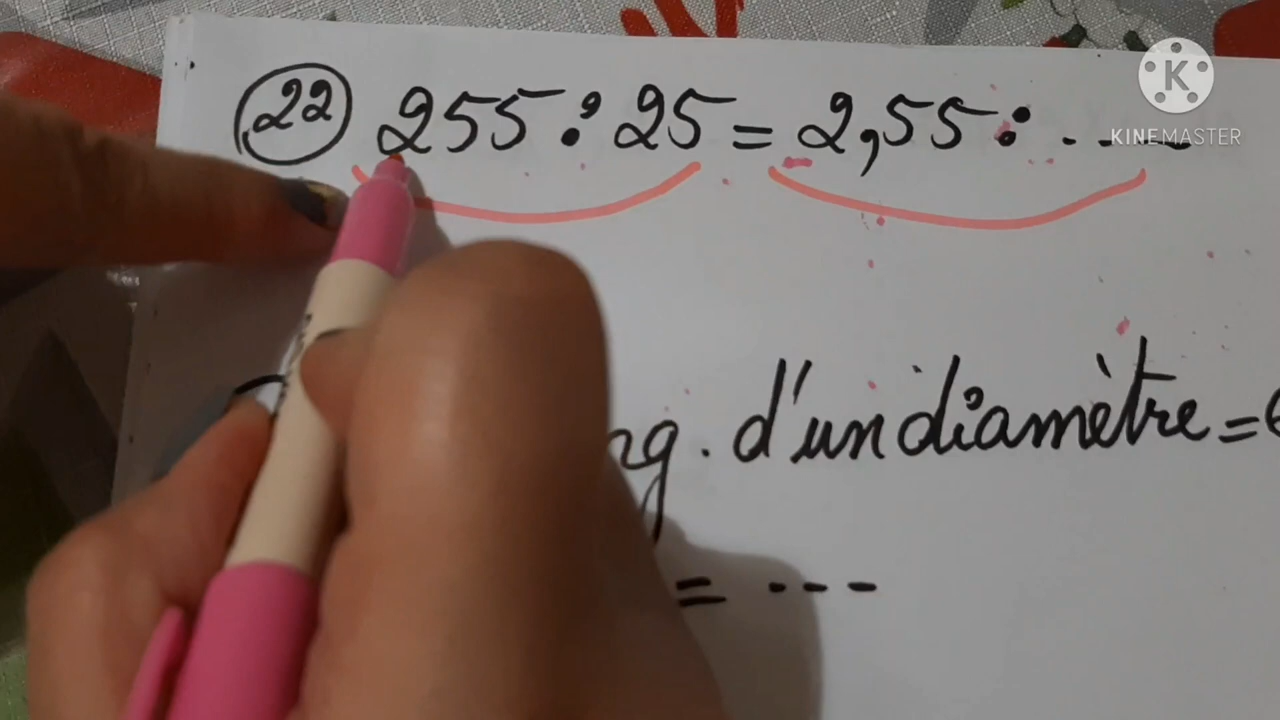 22 255 : 25 = 2,55 : ...
d'un diamètre =
= ---
K
KINEMASTER